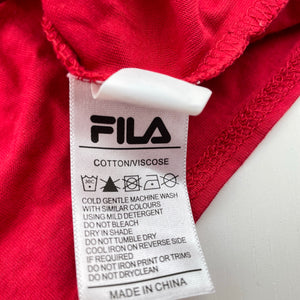 FILA
COTTON/VISCOSE
30C
COLD GENTLE MACHINE WASH
WITH SIMILAR COLOURS
USING MILD DETERGENT
DO NOT BLEACH
DRY IN SHADE
DO NOT TUMBLE DRY
COOL IRON ON REVERSE SIDE
IF REQUIRED
DO NOT IRON PRINT OR TRIMS
DO NOT DRYCLEAN
MADE IN CHINA